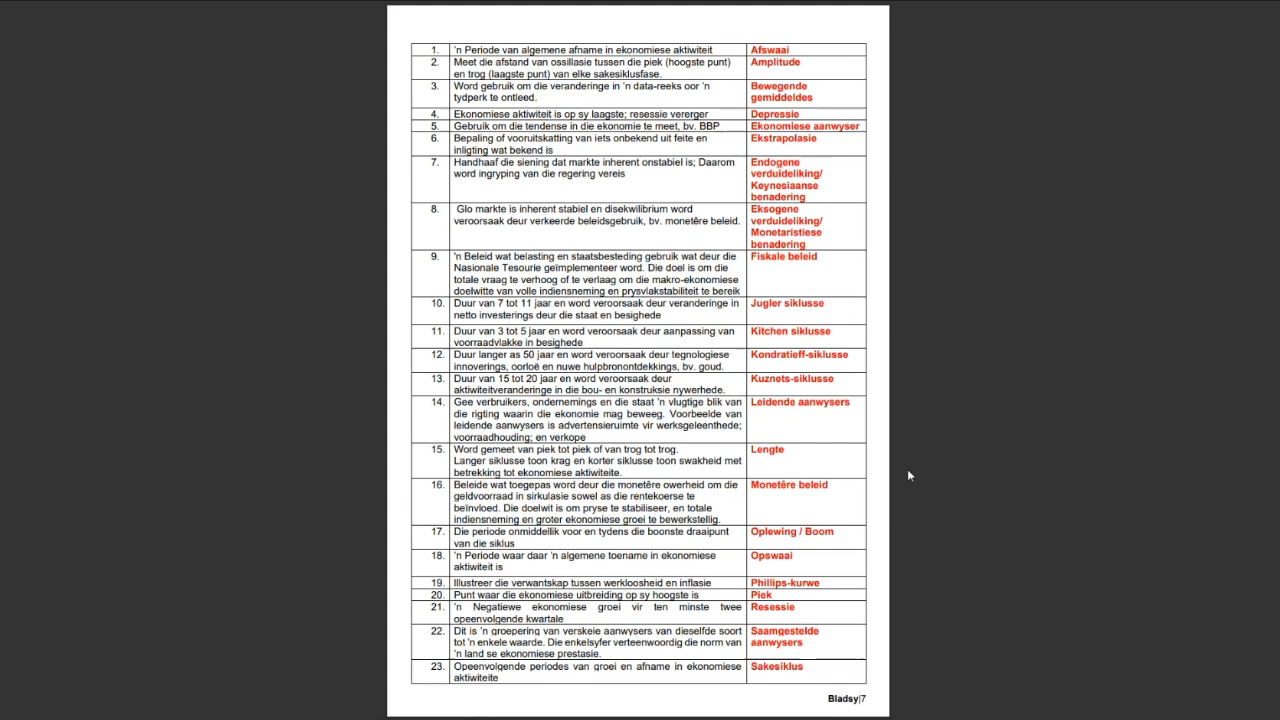 1. 'n Periode van algemene afname in ekonomiese aktiwiteit Afswaai
2. Meet die afstand van ossillasie tussen die piek (hoogste punt) Amplitude
en trog (laagste punt) van elke sakesiklusfase.
3. Word gebruik om die veranderinge in 'n data-reeks oor 'n Bewegende
tydperk te ontleed. gemiddeldes
4. Ekonomiese aktiwiteit is op sy laagste; resessie vererger Depressie
5. Gebruik om die tendense in die ekonomie te meet, bv. BBP Ekonomiese aanwyser
6. Bepaling of vooruitskatting van iets onbekend uit feite en Ekstrapolasie
inligting wat bekend is
7. Handhaaf die siening dat markte inherent onstabiel is; Daarom Endogene
word ingryping van die regering vereis verduideliking/
Keynesiaanse
benadering
8. Glo markte is inherent stabiel en disekwilibrium word Eksogene
veroorsaak deur verkeerde beleidsgebruik, bv. monetêre beleid. verduideliking/
Monetaristiese
benadering
9. 'n Beleid wat belasting en staatsbesteding gebruik wat deur die Fiskale beleid
Nasionale Tesourie geïmplementeer word. Die doel is om die
totale vraag te verhoog of te verlaag om die makro-ekonomiese
doelwitte van volle indiensneming en prysvlakstabiliteit te bereik
10. Duur van 7 tot 11 jaar en word veroorsaak deur veranderinge in Jugler siklusse
netto investerings deur die staat en besighede
11. Duur van 3 tot 5 jaar en word veroorsaak deur aanpassing van Kitchen siklusse
voorraadvlakke in besighede
12. Duur langer as 50 jaar en word veroorsaak deur tegnologiese Kondratieff-siklusse
innoverings, oorloë en nuwe hulpbronontdekkings, bv. goud.
13. Duur van 15 tot 20 jaar en word veroorsaak deur Kuznets-siklusse
aktiwiteitveranderinge in die bou- en konstruksie nywerhede.
14. Gee verbruikers, ondernemings en die staat 'n vlugtige blik van Leidende aanwysers
die rigting waarin die ekonomie mag beweeg. Voorbeelde van
leidende aanwysers is advertensieruimte vir werksgeleenthede;
voorraadhouding; en verkope
15. Word gemeet van piek tot piek of van trog tot trog. Lengte
Langer siklusse toon krag en korter siklusse toon swakheid met
betrekking tot ekonomiese aktiwiteite.
16. Beleide wat toegepas word deur die monetêre owerheid om die Monetêre beleid
geldvoorraad in sirkulasie sowel as die rentekoerse te
beïnvloed. Die doelwit is om pryse te stabiliseer, en totale
indiensneming en groter ekonomiese groei te bewerkstellig.
17. Die periode onmiddellik voor en tydens die boonste draaipunt Oplewing / Boom
van die siklus
18. 'n Periode waar daar 'n algemene toename in ekonomiese Opswaai
aktiwiteit is
19. Illustreer die verwantskap tussen werkloosheid en inflasie Phillips-kurwe
20. Punt waar die ekonomiese uitbreiding op sy hoogste is Piek
21. 'n Negatiewe ekonomiese groei vir ten minste twee Resessie
opeenvolgende kwartale
22. Dit is 'n groepering van verskeie aanwysers van dieselfde soort Saamgestelde
tot 'n enkele waarde. Die enkelsyfer verteenwoordig die norm van aanwysers
'n land se ekonomiese prestasie.
23. Opeenvolgende periodes van groei en afname in ekonomiese Sakesiklus
aktiwiteite
Bladsy|7